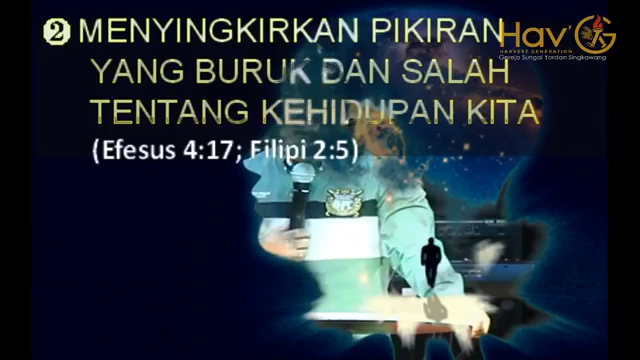 ❷ MENYINGKIRKAN PIKIRAN
YANG BURUK DAN SALAH
TENTANG KEHIDUPAN KITA
(Efesus 4:17; Filipi 2:5)
Hav'G
HARVEST GENERATION
Gereja Sungai Yordan Singkawang